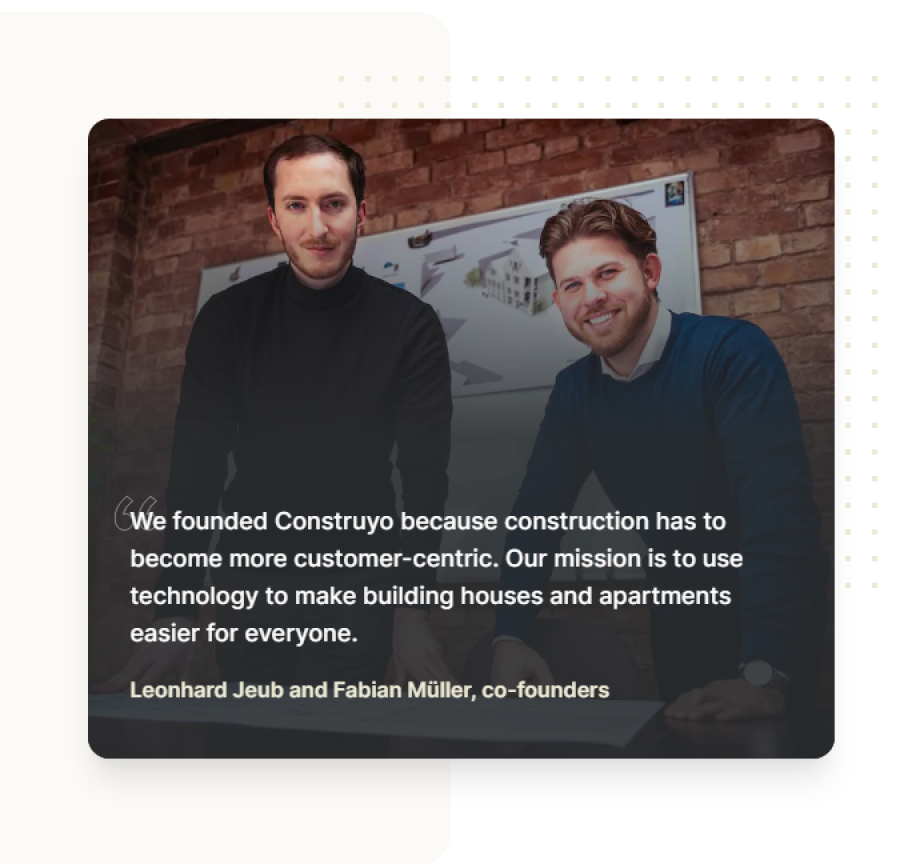 “
We founded Construyo because construction has to
become more customer-centric. Our mission is to use
technology to make building houses and apartments
easier for everyone.
Leonhard Jeub and Fabian Müller, co-founders